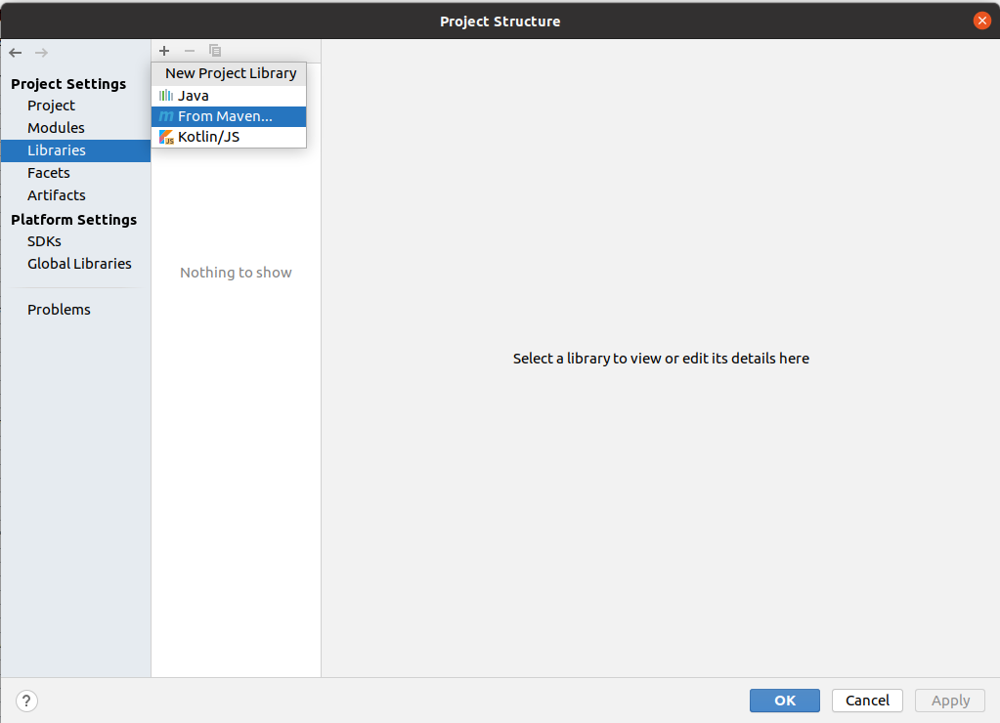 Project Structure
Project Settings
Project
Modules
Libraries
Facets
Artifacts
Platform Settings
SDKs
Global Libraries
Problems
New Project Library
Java
m From Maven...
JS Kotlin/JS
Nothing to show
Select a library to view or edit its details here
?
OK
Cancel
Apply